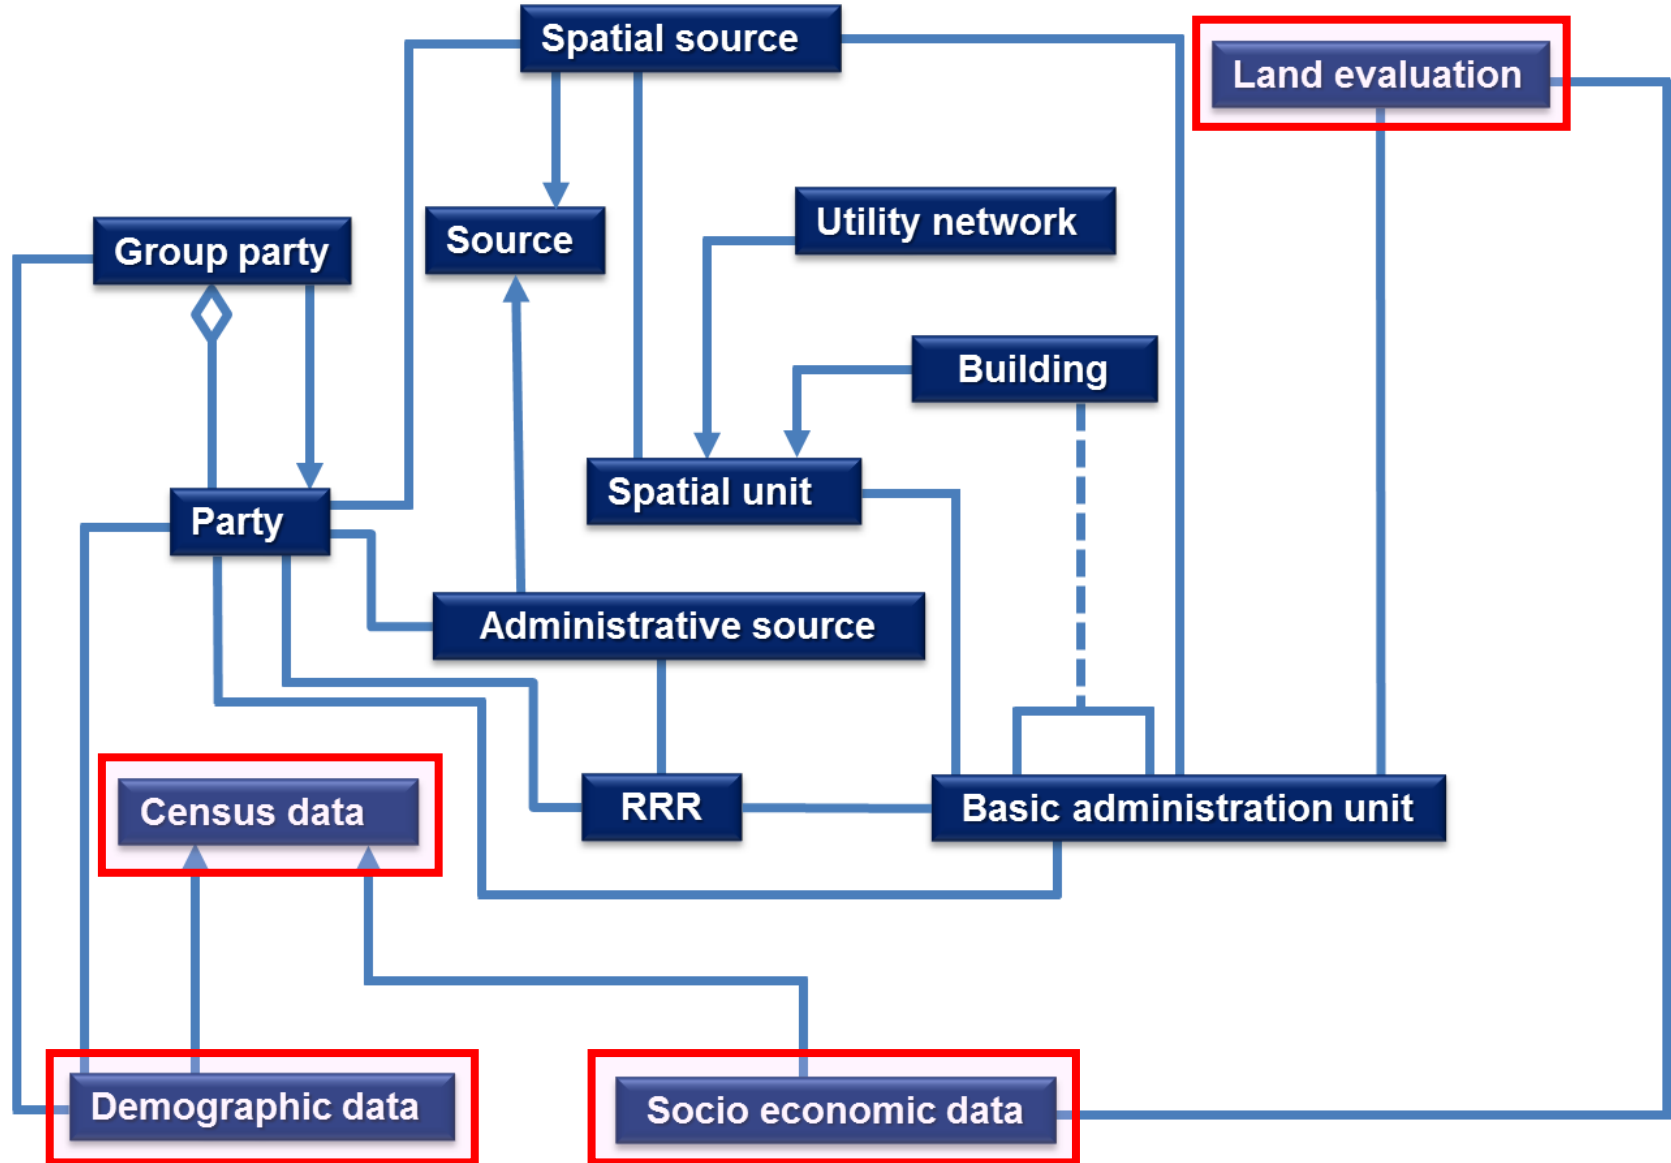 Spatial source
Land evaluation
Utility network
Source
Group party
Building
Spatial unit
Party
Administrative source
Census data
RRR
Basic administration unit
Demographic data
Socio economic data